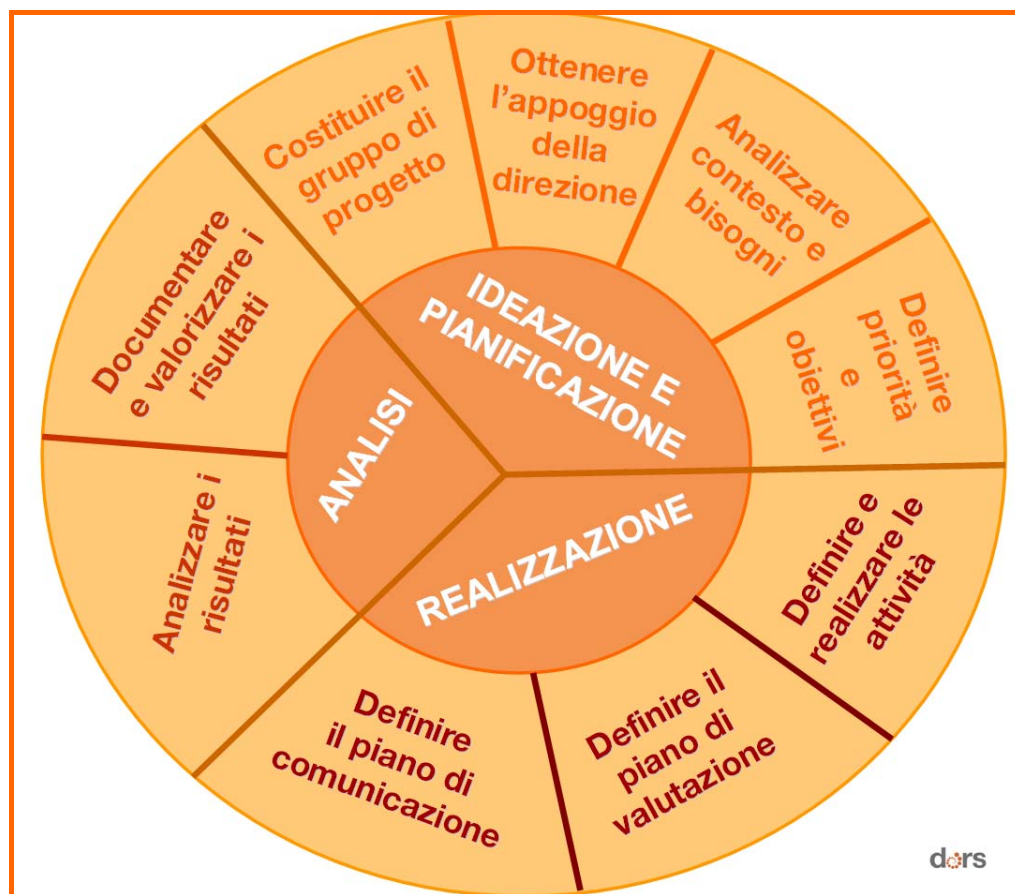 Costituire il
gruppo di
progetto
Ottenere
l'appoggio
della
direzione
Analizzare
contesto e
bisogni
Definire
priorità
e
obiettivi
Definire e
realizzare le
attività
Definire il
piano di
valutazione
Definire
il piano di
comunicazione
Analizzare i
risultati
Documentare
e valorizzare i
risultati
IDEAZIONE E
PIANIFICAZIONE
REALIZZAZIONE
ANALISI
dors